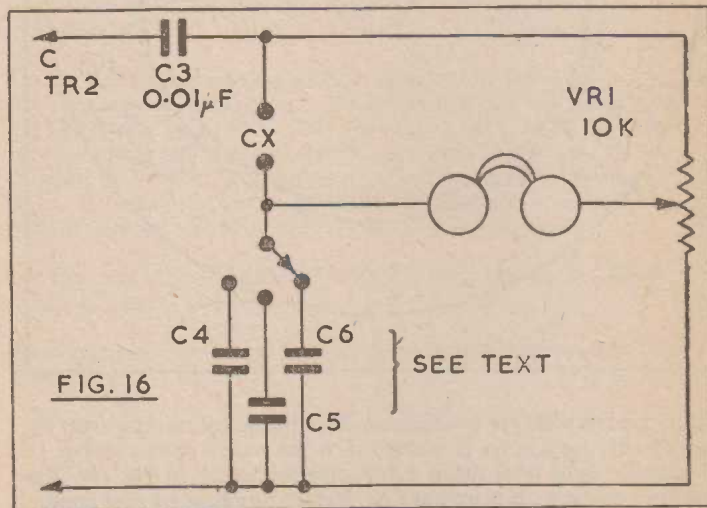 C
TR2
C3
0.01μF
CX
VR1
10K
C4
C6
C5
SEE TEXT
FIG. 16